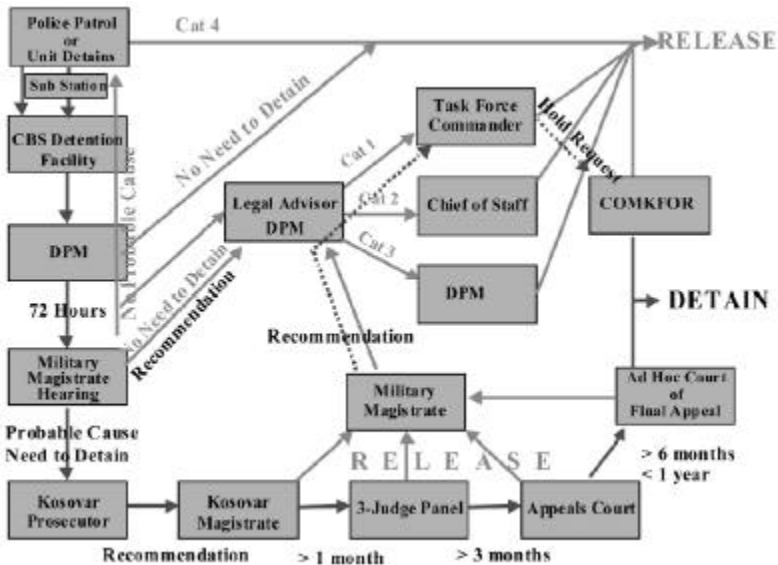 Police Patrol
or
Unit Detains
Cat 4
RELEASE
Sub Station
CBS Detention
Facility
No Need to Detain
No Probable Cause
Task Force
Commander
Hold Request
Cat 1
Legal Advisor
DPM
Cat 2
Chief of Staff
COMKFOR
DPM
Cat 3
DPM
72 Hours
No Need to Detain
Recommendation
DETAIN
Recommendation
Military
Magistrate
Hearing
Military
Magistrate
Ad Hoc Court
of
Final Appeal
Probable Cause
Need to Detain
RELEASE
> 6 months
< 1 year
Kosovar
Prosecutor
Kosovar
Magistrate
3-Judge Panel
Appeals Court
Recommendation
> 1 month
> 3 months